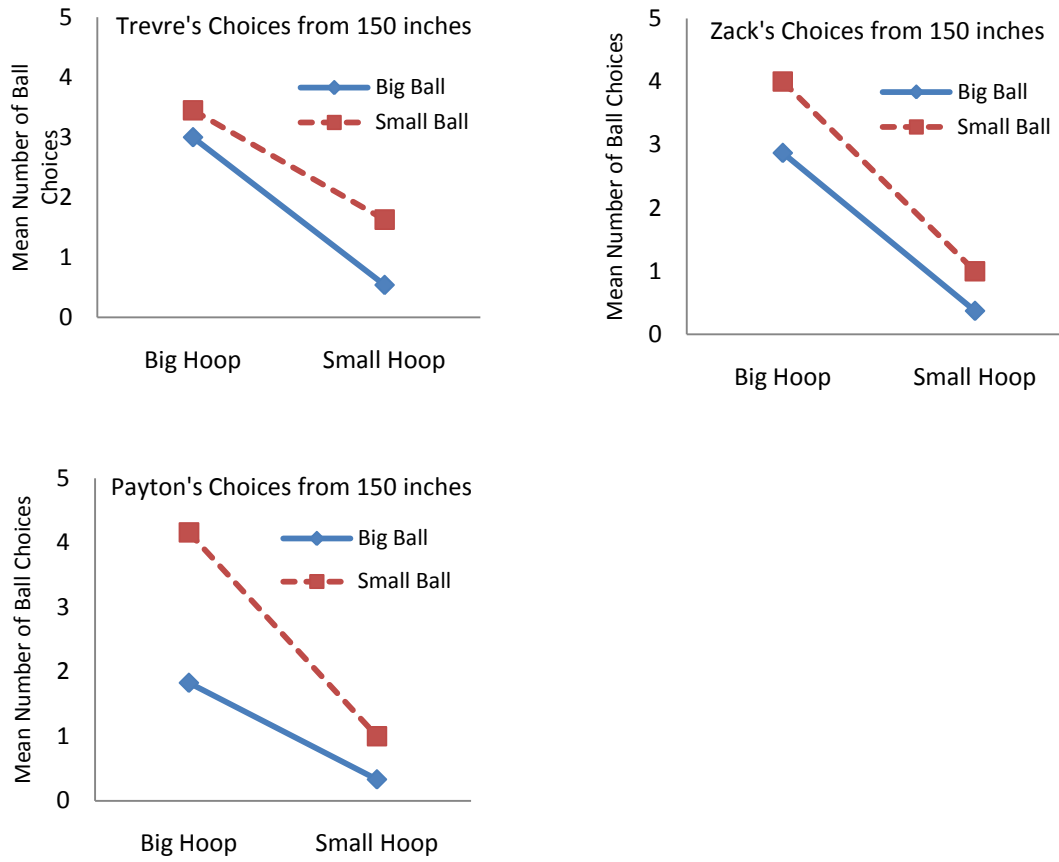 Trevre's Choices from 150 inches
Mean Number of Ball
Choices
5
4
3
2
1
0
Big Ball
Small Ball
Big Hoop
Small Hoop
Zack's Choices from 150 inches
Mean Number of Ball Choices
5
4
3
2
1
0
Big Ball
Small Ball
Big Hoop
Small Hoop
Payton's Choices from 150 inches
Mean Number of Ball Choices
5
4
3
2
1
0
Big Ball
Small Ball
Big Hoop
Small Hoop